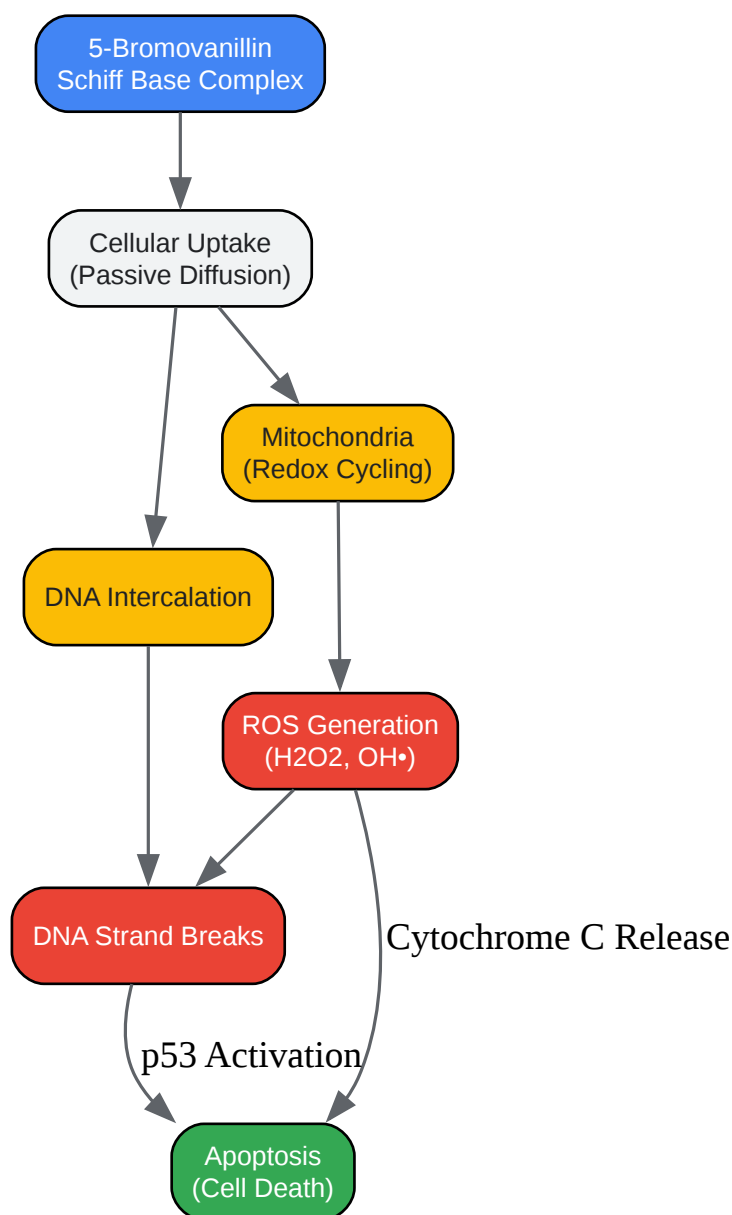 5-Bromovanillin
Schiff Base Complex
Cellular Uptake
(Passive Diffusion)
Mitochondria
(Redox Cycling)
DNA Intercalation
ROS Generation
(H2O2, OH•)
DNA Strand Breaks
Cytochrome C Release
p53 Activation
Apoptosis
(Cell Death)